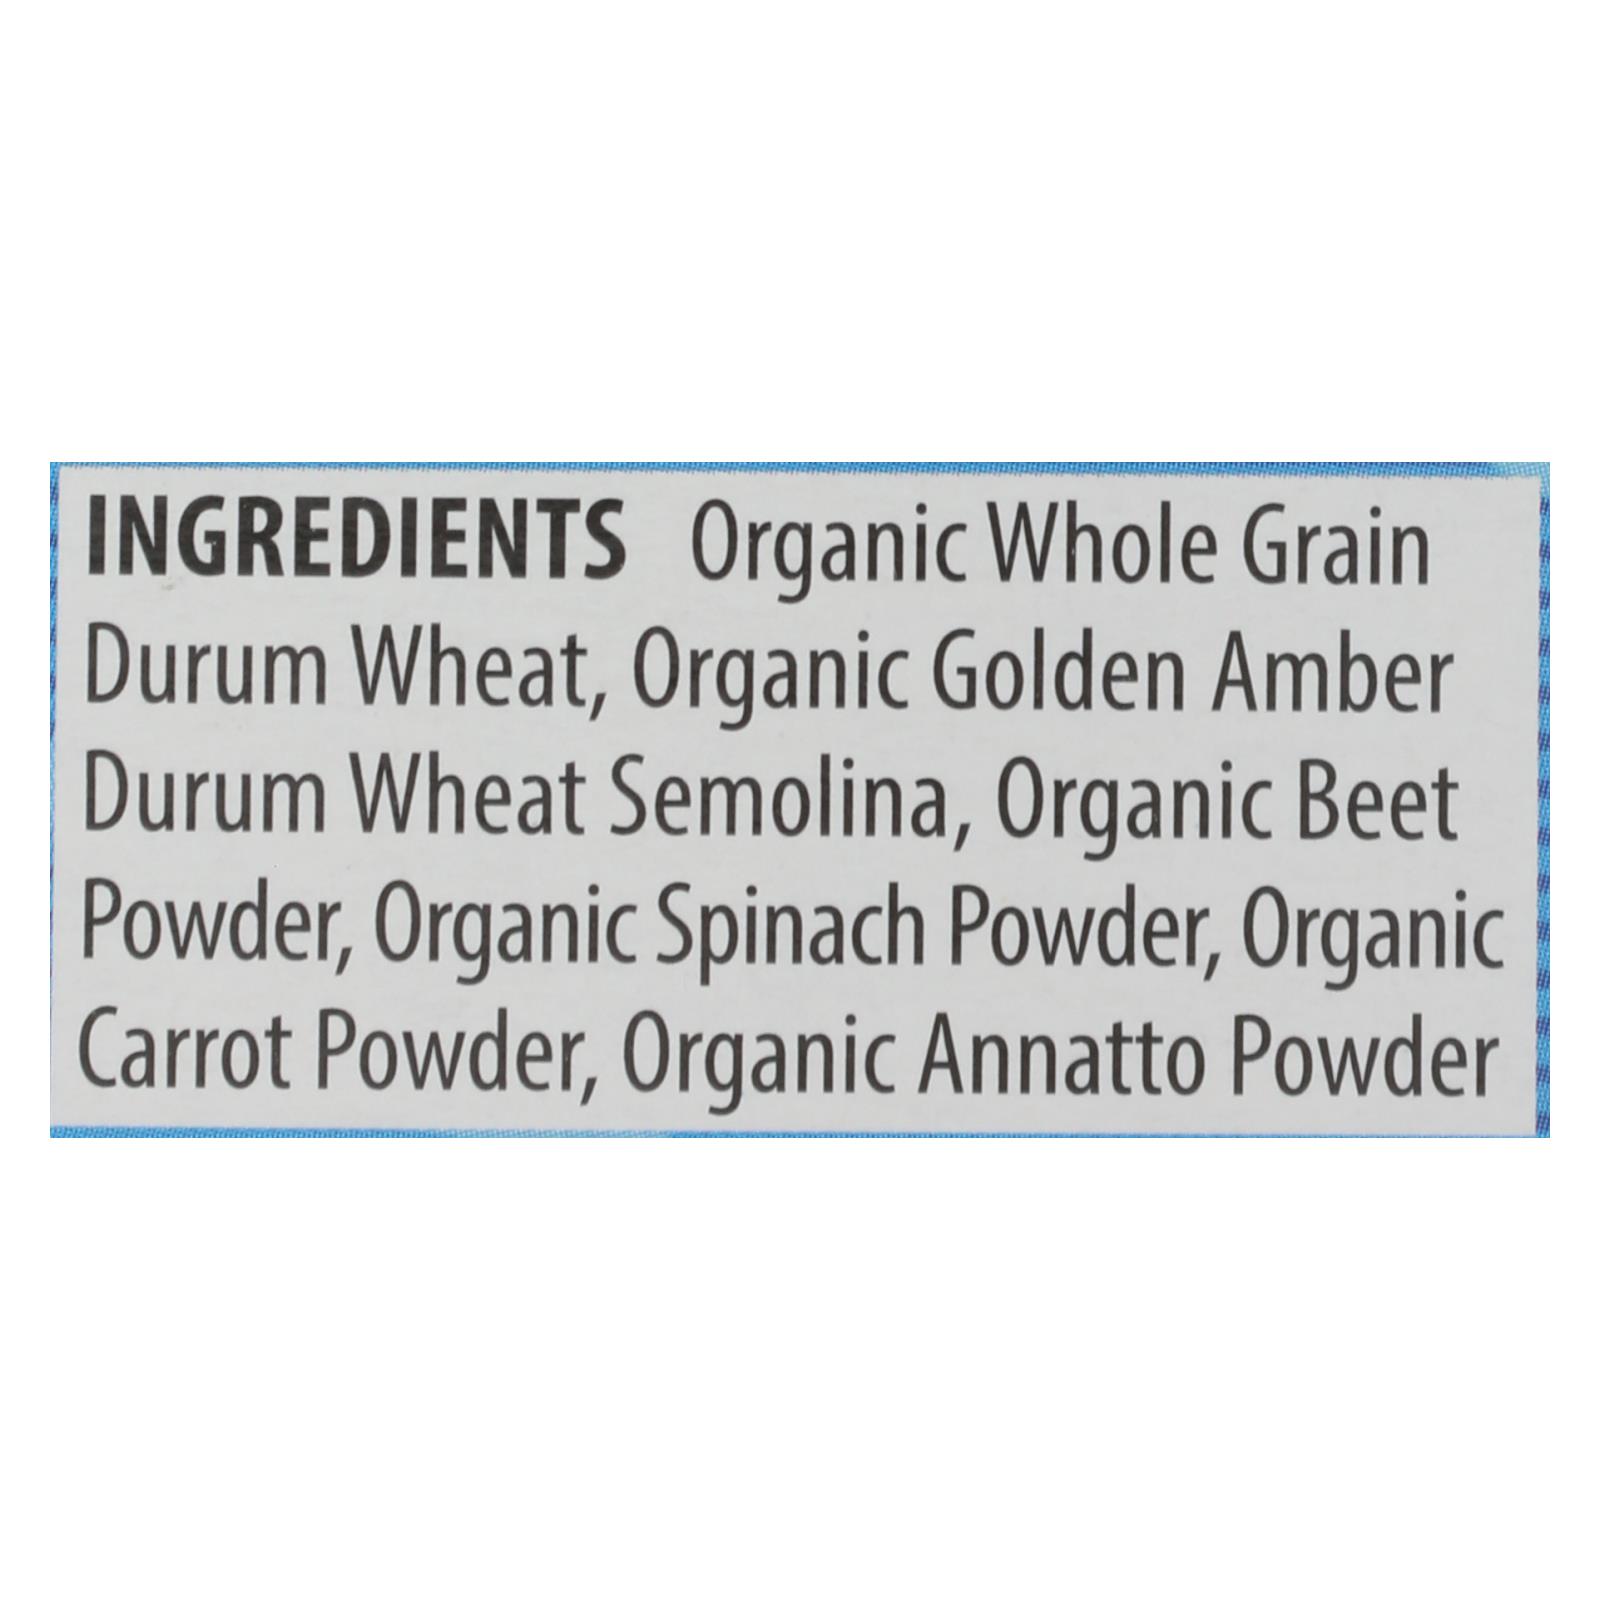 INGREDIENTS Organic Whole Grain
Durum Wheat, Organic Golden Amber
Durum Wheat Semolina, Organic Beet
Powder, Organic Spinach Powder, Organic
Carrot Powder, Organic Annatto Powder